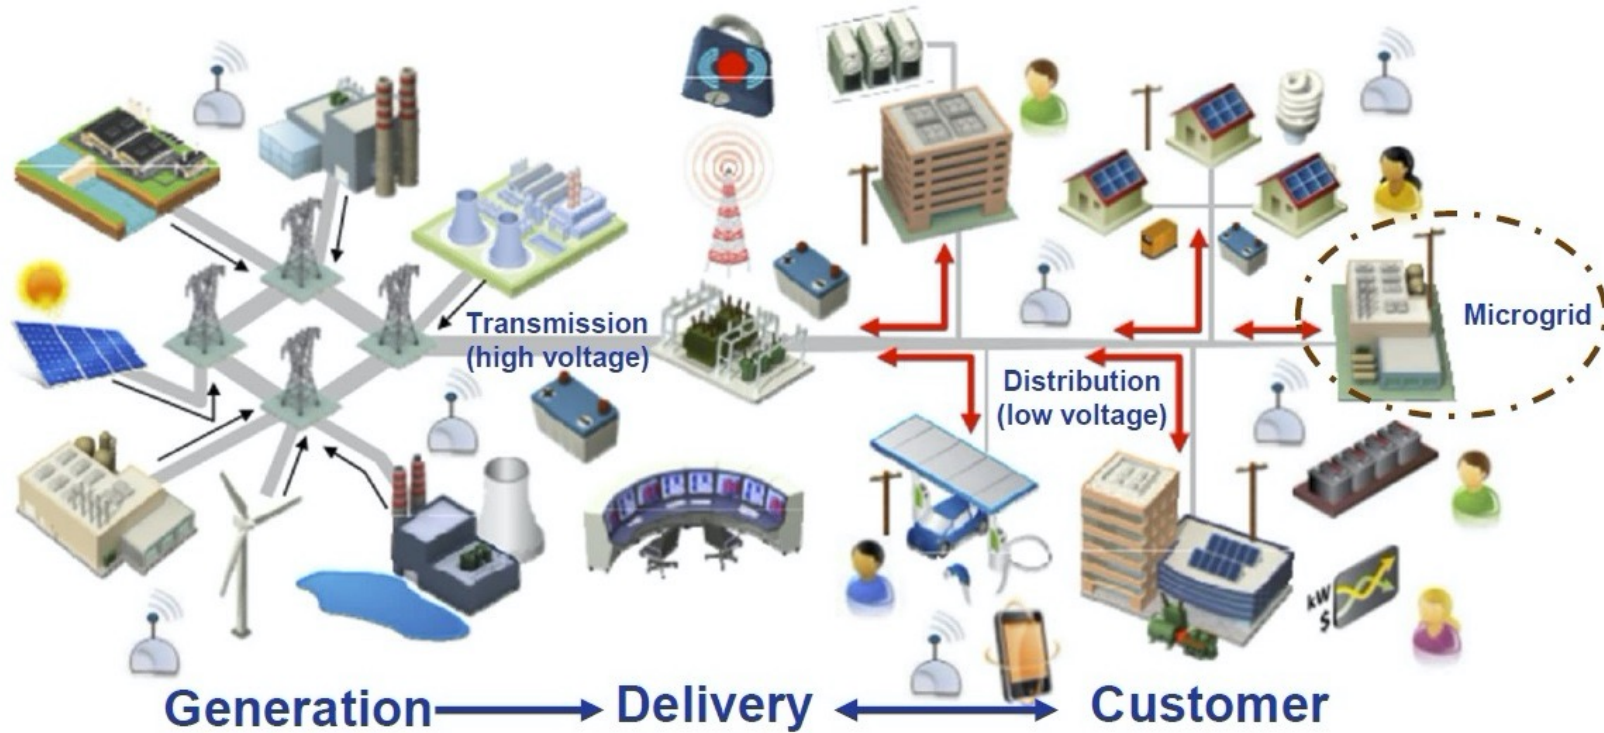 Transmission
(high voltage)
Distribution
(low voltage)
Microgrid
kW
$
Generation
Delivery
Customer